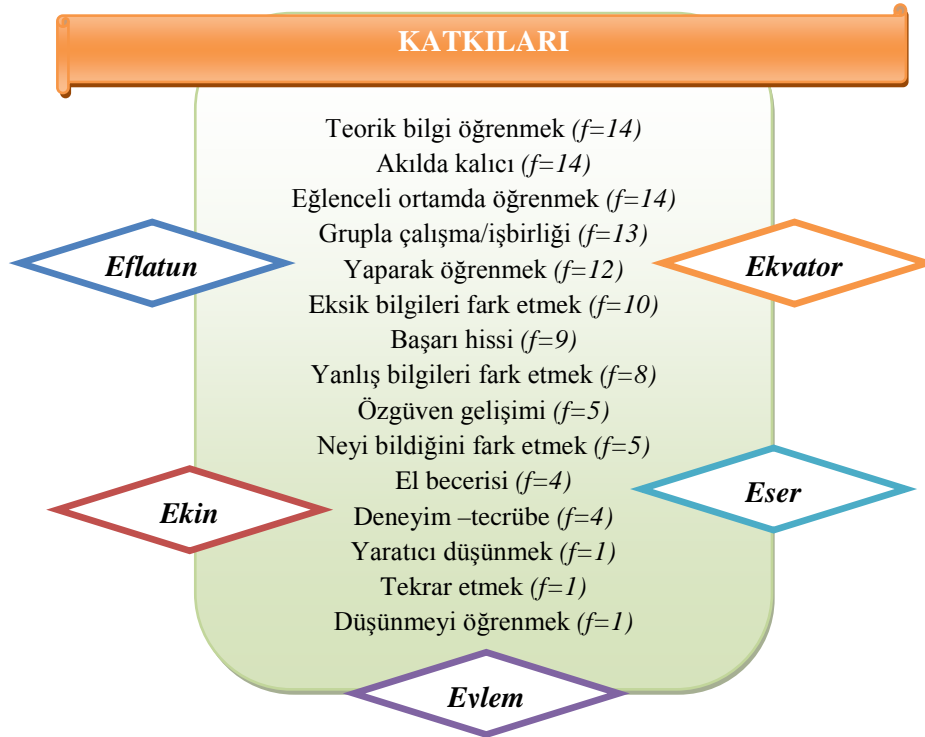 KATKILARI
Teorik bilgi öğrenmek (f=14)
Akılda kalıcı (f=14)
Eğlenceli ortamda öğrenmek (f=14)
Grupla çalışma/işbirliği (f=13)
Eflatun
Yaparak öğrenmek (f=12)
Ekvator
Eksik bilgileri fark etmek (f=10)
Başarı hissi (f=9)
Yanlış bilgileri fark etmek (f=8)
Özgüven gelişimi (f=5)
Neyi bildiğini fark etmek (f=5)
El becerisi (f=4)
Eser
Ekin
Deneyim –tecrübe (f=4)
Yaratıcı düşünmek (f=1)
Tekrar etmek (f=1)
Düşünmeyi öğrenmek (f=1)
Eylem